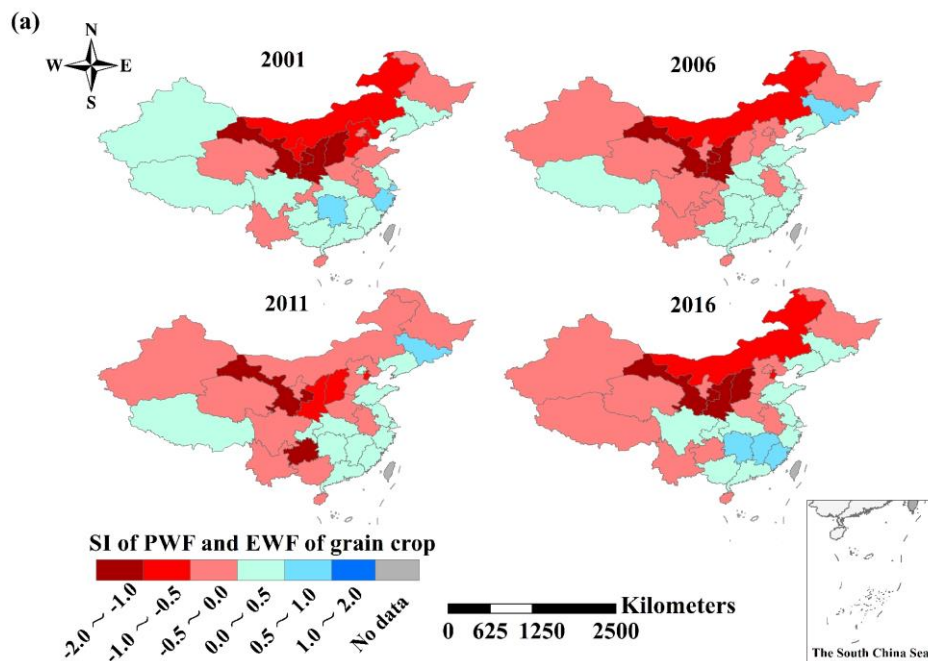 (a)
N
W E
S
2001
2006
2011
2016
SI of PWF and EWF of grain crop
-2.0 ~ -1.0
-1.0 ~ -0.5
-0.5 ~ 0.0
0.0 ~ 0.5
0.5 ~ 1.0
1.0 ~ 2.0
No data
Kilometers
0 625 1250 2500
The South China Sea